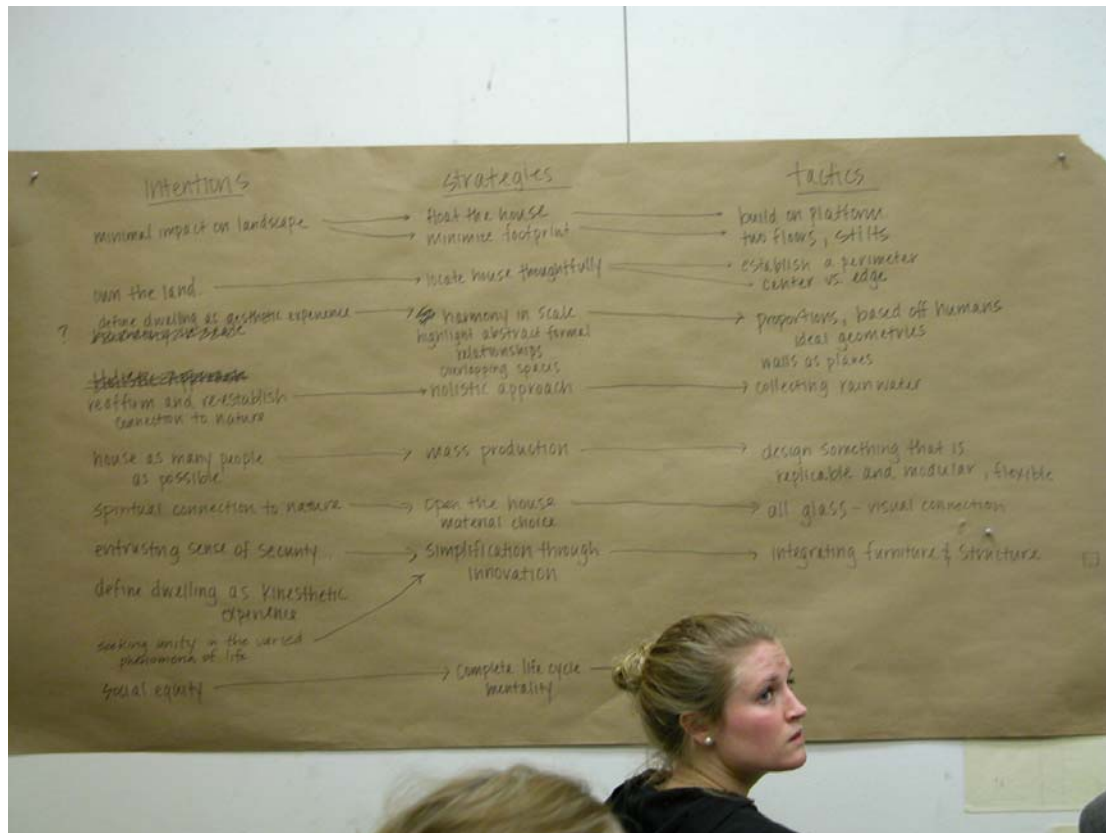 intentions strategies tactics
minimal impact on landscape float the house build on platform
minimize footprint two floors, stilts
own the land locate house thoughtfully establish a perimeter
center vs. edge
define dwelling as aesthetic experience harmony in scale proportions, based off humans
? highlight abstract formal ideal geometries
relationships
overlapping spaces walls as planes
holistic approach
reaffirm and re-establish holistic approach collecting rainwater
connection to nature
house as many people mass production design something that is
as possible replicable and modular, flexible
spiritual connection to nature open the house all glass - visual connection
material choice
entrusting sense of security simplification through integrating furniture & structure
innovation
define dwelling as kinesthetic
experience
seeking unity in the varied
phenomena of life
social equity complete life cycle
mentality